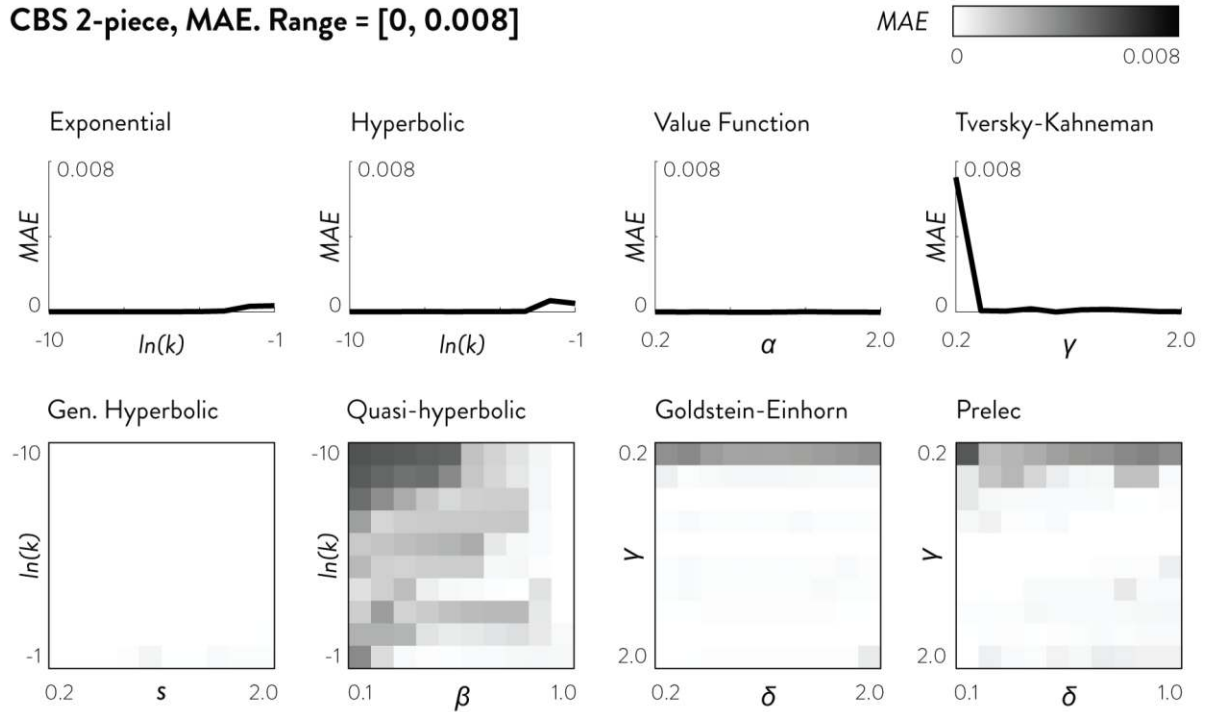 CBS 2-piece, MAE. Range = [0, 0.008]
MAE
0 0.008
Exponential
0.008
MAE
0
-10 ln(k) -1
Hyperbolic
0.008
MAE
0
-10 ln(k) -1
Value Function
0.008
MAE
0
0.2 α 2.0
Tversky-Kahneman
0.008
MAE
0
0.2 γ 2.0
Gen. Hyperbolic
-10
ln(k)
-1
0.2 s 2.0
Quasi-hyperbolic
-10
ln(k)
-1
0.1 β 1.0
Goldstein-Einhorn
0.2
γ
2.0
0.2 δ 2.0
Prelec
0.2
γ
2.0
0.1 δ 1.0